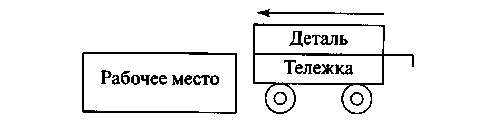 Деталь
Тележка
Рабочее место